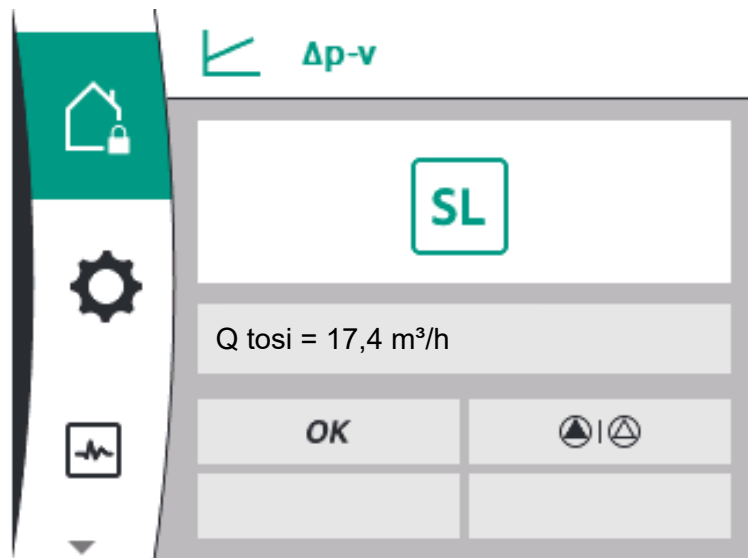 Δp-v
SL
Q tosi = 17,4 m³/h
OK